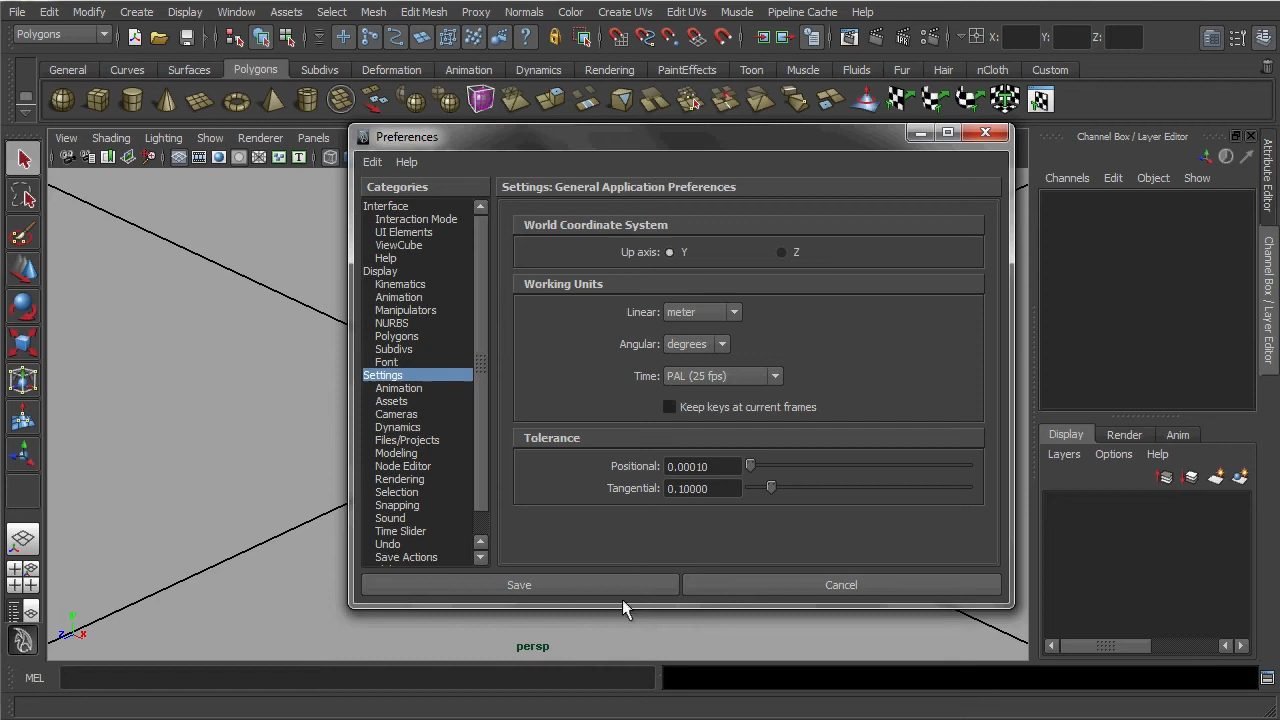 File Edit Modify Create Display Window Assets Select Mesh Edit Mesh Proxy Normals Color Create UVs Edit UVs Muscle Pipeline Cache Help
Polygons X: Y: Z:
General Curves Surfaces Polygons Subdivs Deformation Animation Dynamics Rendering PaintEffects Toon Muscle Fluids Fur Hair nCloth Custom
View Shading Lighting Show Renderer Panels
Preferences
Edit Help
Categories
Interface
Interaction Mode
UI Elements
ViewCube
Help
Display
Kinematics
Animation
Manipulators
NURBS
Polygons
Subdivs
Font
Settings
Animation
Assets
Cameras
Dynamics
Files/Projects
Modeling
Node Editor
Rendering
Selection
Snapping
Sound
Time Slider
Undo
Save Actions
Settings: General Application Preferences
World Coordinate System
Up axis: Y Z
Working Units
Linear: meter
Angular: degrees
Time: PAL (25 fps)
Keep keys at current frames
Tolerance
Positional: 0.00010
Tangential: 0.10000
Save Cancel
Channel Box / Layer Editor
Channels Edit Object Show
Attribute Editor
Channel Box / Layer Editor
Display Render Anim
Layers Options Help
z x y
persp
MEL